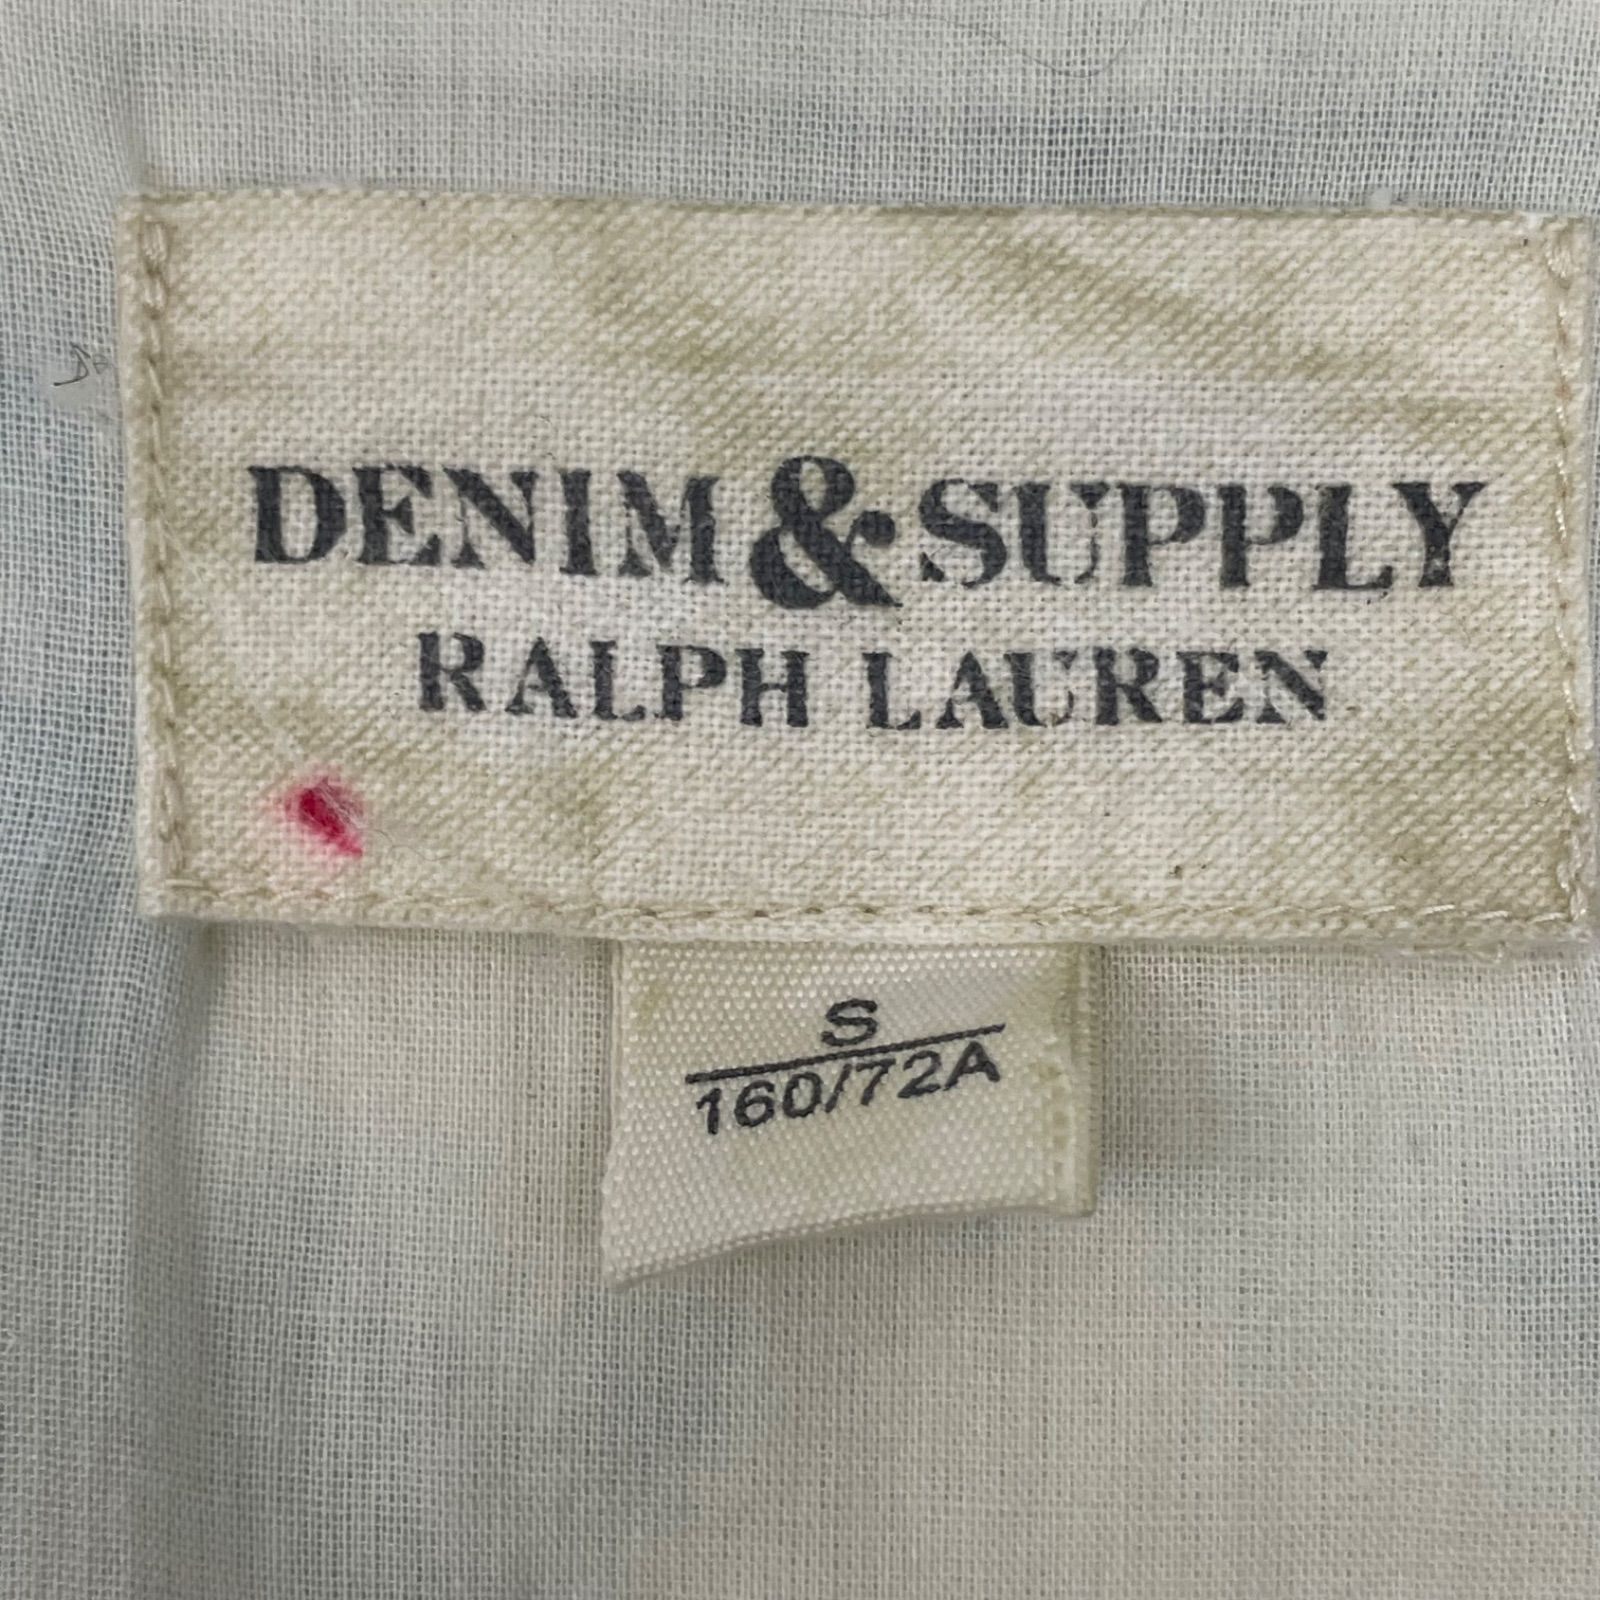 DENIM & SUPPLY
RALPH LAUREN
S
160/72A